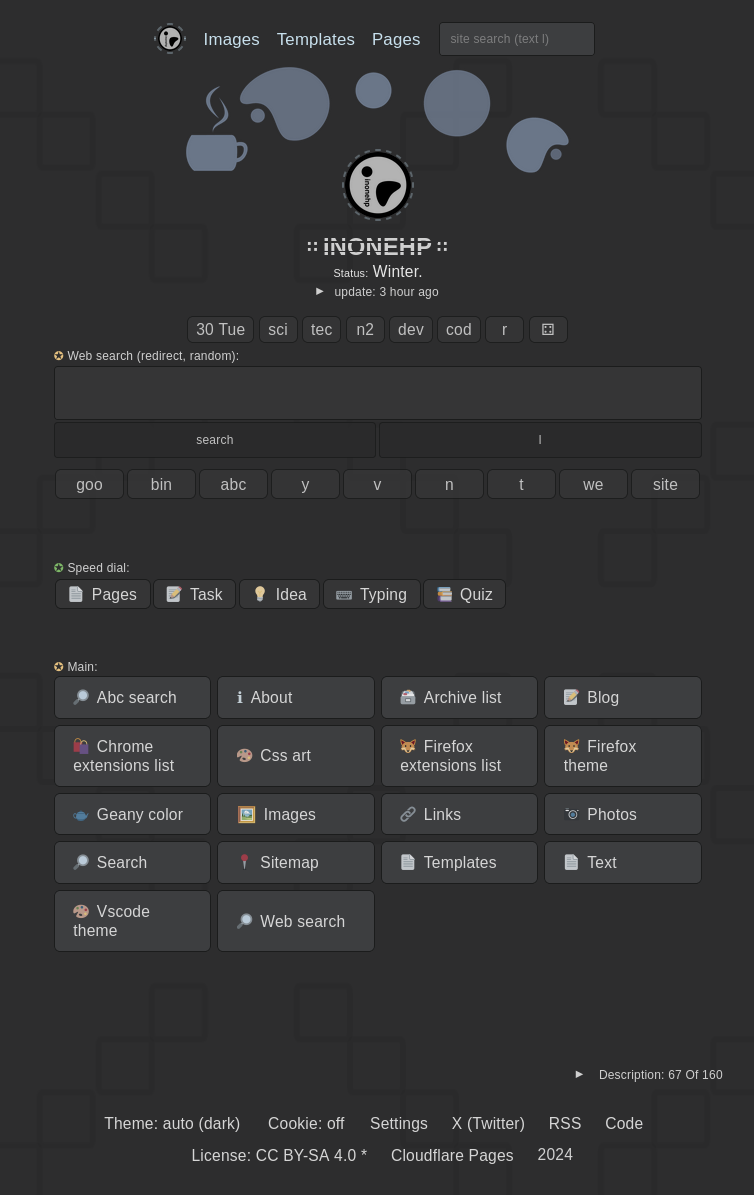 Images Templates Pages site search (text l)
inonehp
:: INONEHP ::
Status: Winter.
► update: 3 hour ago
30 Tue sci tec n2 dev cod r ⚃
✪ Web search (redirect, random):
search l
goo bin abc y v n t we site
✪ Speed dial:
Pages Task Idea Typing Quiz
✪ Main:
Abc search ℹ About Archive list Blog
Chrome extensions list Css art Firefox extensions list Firefox theme
Geany color Images Links Photos
Search Sitemap Templates Text
Vscode theme Web search
► Description: 67 Of 160
Theme: auto (dark) Cookie: off Settings X (Twitter) RSS Code
License: CC BY-SA 4.0 * Cloudflare Pages 2024